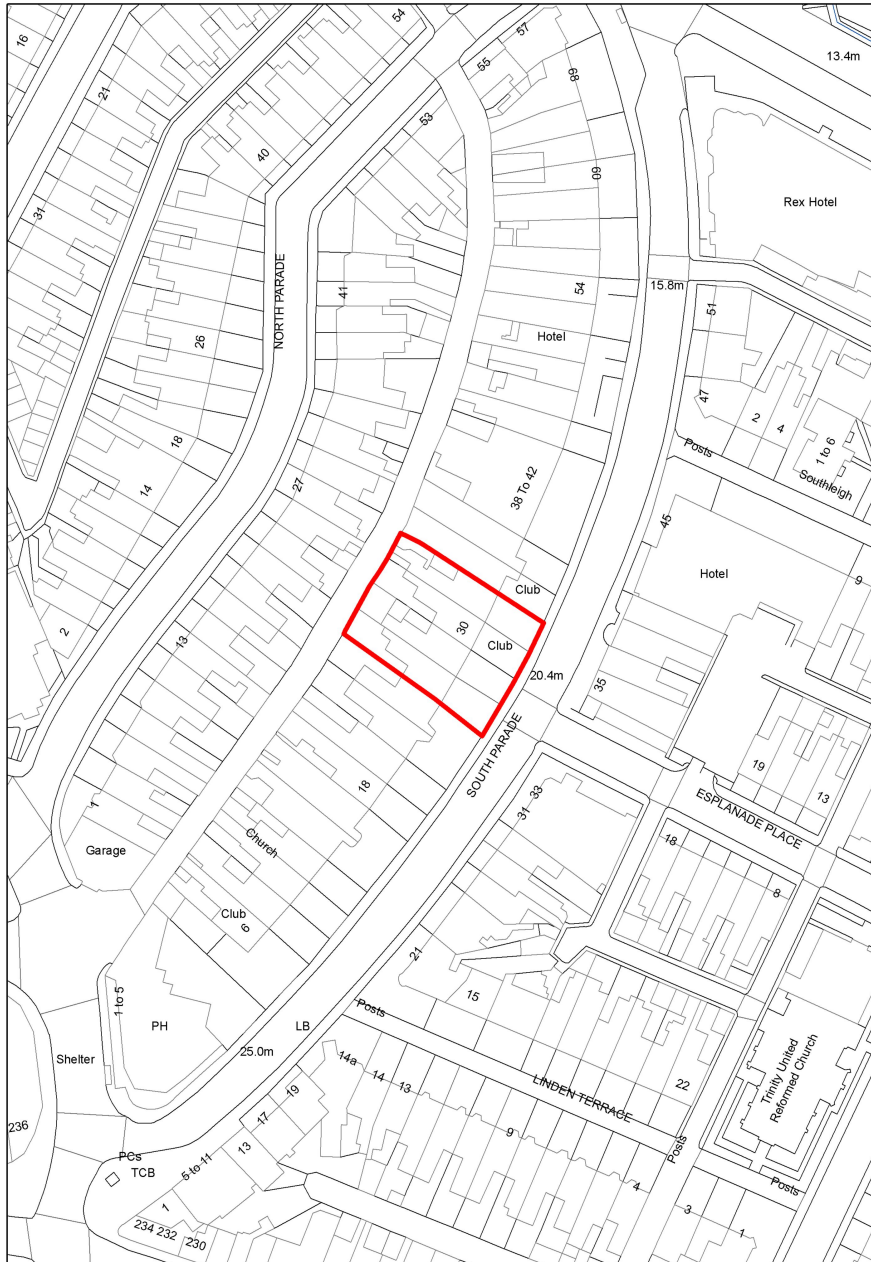 16
54
57
55
13.4m
21
89
53
40
60
Rex Hotel
31
NORTH PARADE
41
54
15.8m
51
26
Hotel
47
2
4
1 to 6
18
Posts
Southleigh
14
27
38 To 42
45
Hotel
9
Club
2
13
30
Club
20.4m
35
SOUTH PARADE
19
13
18
33
31
ESPLANADE PLACE
1
18
8
Garage
Church
Club
6
21
15
1 to 5
PH
LB
Posts
25.0m
Shelter
14a
14
13
LINDEN TERRACE
22
Trinity United
Reformed Church
19
17
236
9
13
PCs
TCB
5 to 11
Posts
4
Posts
1
3
1
234 232
230